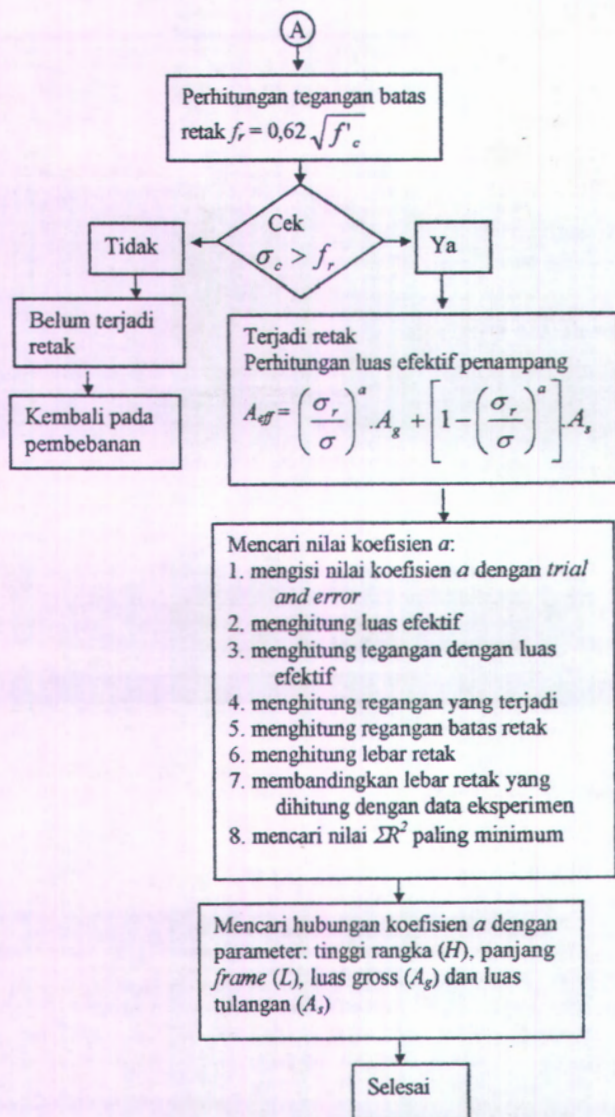 A
Perhitungan tegangan batas
retak f_r = 0,62 √f'_c
Cek
σ_c > f_r
Tidak
Ya
Belum terjadi
retak
Kembali pada
pembebanan
Terjadi retak
Perhitungan luas efektif penampang
A_eff = (σ_r/σ)^a .A_g + [1 − (σ_r/σ)^a].A_s
Mencari nilai koefisien a:
1. mengisi nilai koefisien a dengan trial
and error
2. menghitung luas efektif
3. menghitung tegangan dengan luas
efektif
4. menghitung regangan yang terjadi
5. menghitung regangan batas retak
6. menghitung lebar retak
7. membandingkan lebar retak yang
dihitung dengan data eksperimen
8. mencari nilai ΣR² paling minimum
Mencari hubungan koefisien a dengan
parameter: tinggi rangka (H), panjang
frame (L), luas gross (A_g) dan luas
tulangan (A_s)
Selesai